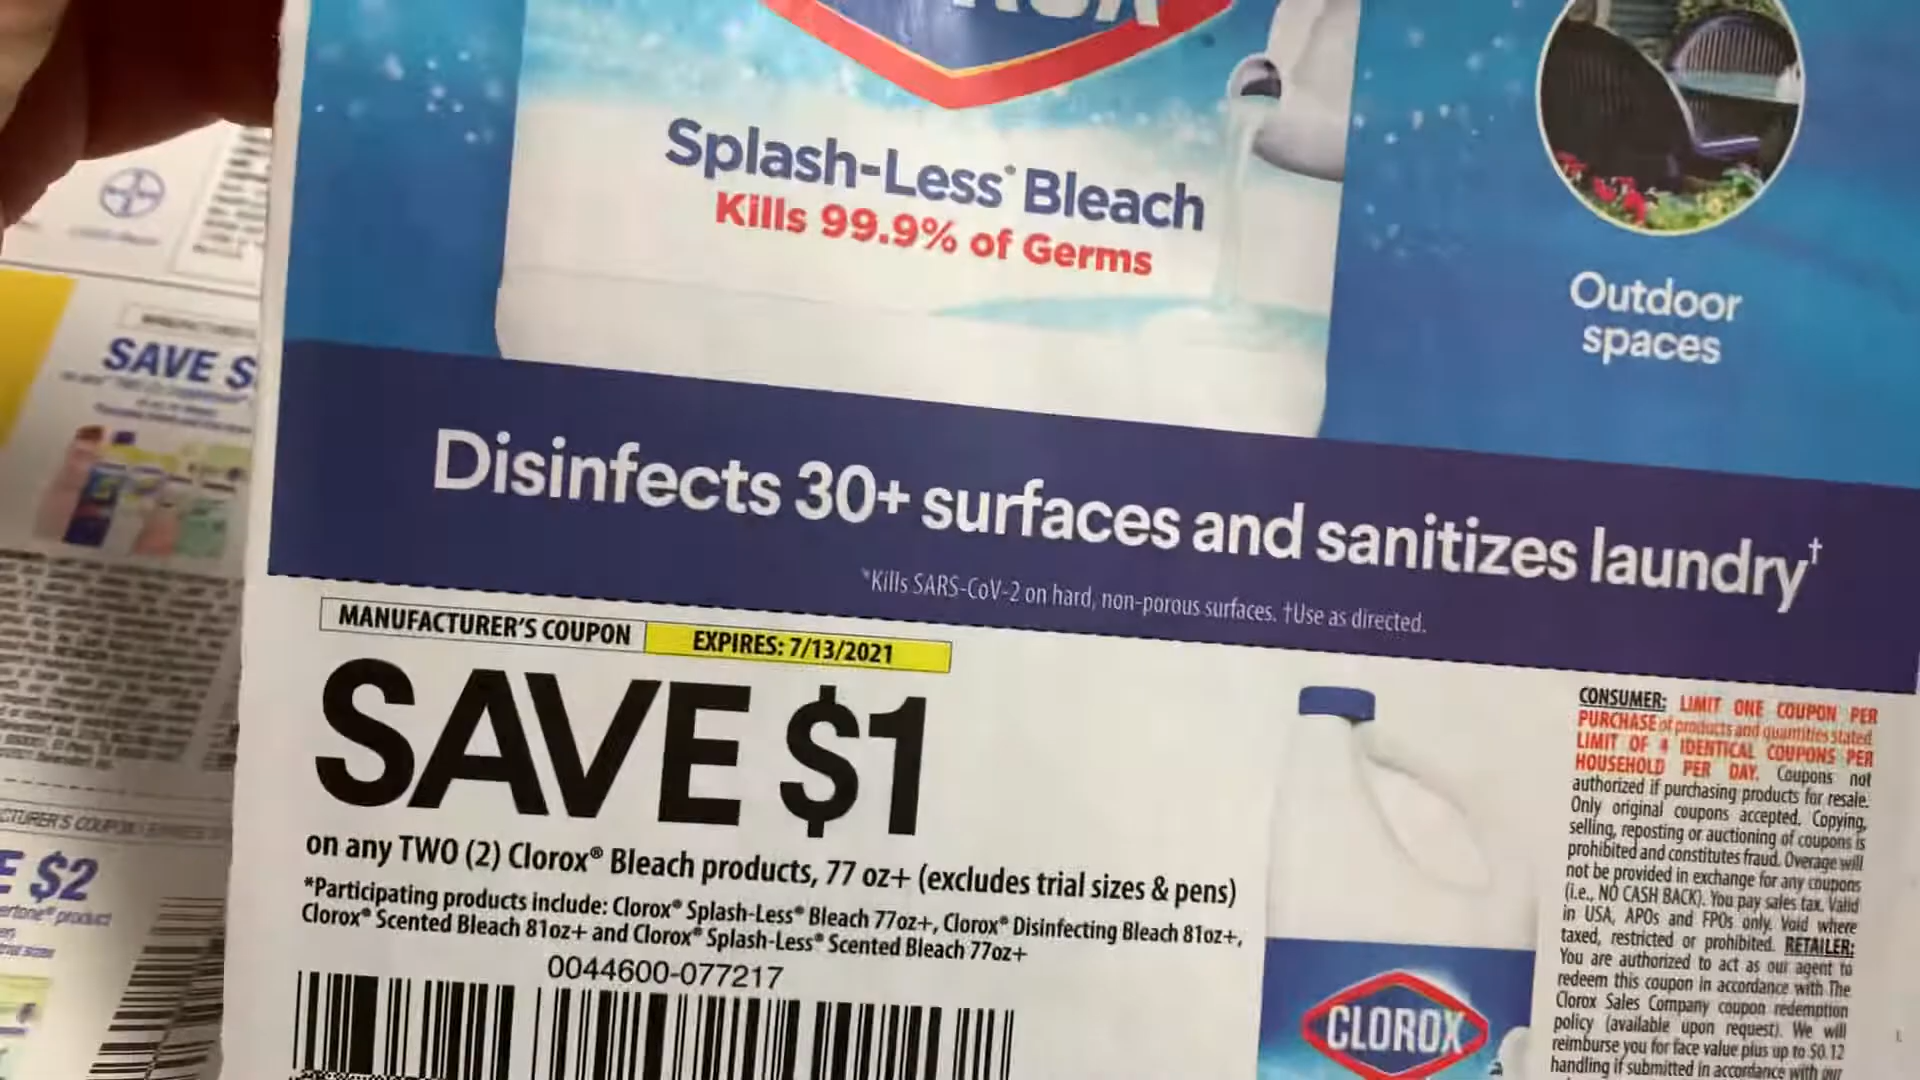 Splash-Less® Bleach
Kills 99.9% of Germs
Outdoor
spaces
Disinfects 30+ surfaces and sanitizes laundry†
*Kills SARS-CoV-2 on hard, non-porous surfaces. †Use as directed.
MANUFACTURER'S COUPON
EXPIRES: 7/13/2021
SAVE $1
on any TWO (2) Clorox® Bleach products, 77 oz+ (excludes trial sizes & pens)
*Participating products include: Clorox® Splash-Less® Bleach 77oz+, Clorox® Disinfecting Bleach 81oz+,
Clorox® Scented Bleach 81oz+ and Clorox® Splash-Less® Scented Bleach 77oz+
0044600-077217
CLOROX
CONSUMER: LIMIT ONE COUPON PER
PURCHASE of products and quantities stated.
LIMIT OF 4 IDENTICAL COUPONS PER
HOUSEHOLD PER DAY. Coupons not
authorized if purchasing products for resale.
Only original coupons accepted. Copying,
selling, reposting or auctioning of coupons is
prohibited and constitutes fraud. Overage will
not be provided in exchange for any coupons
(i.e., NO CASH BACK). You pay sales tax. Valid
in USA, APOs and FPOs only. Void where
taxed, restricted or prohibited. RETAILER:
You are authorized to act as our agent to
redeem this coupon in accordance with The
Clorox Sales Company coupon redemption
policy (available upon request). We will
reimburse you for face value plus up to $0.12
handling if submitted in accordance with our
SAVE $
E $2
product